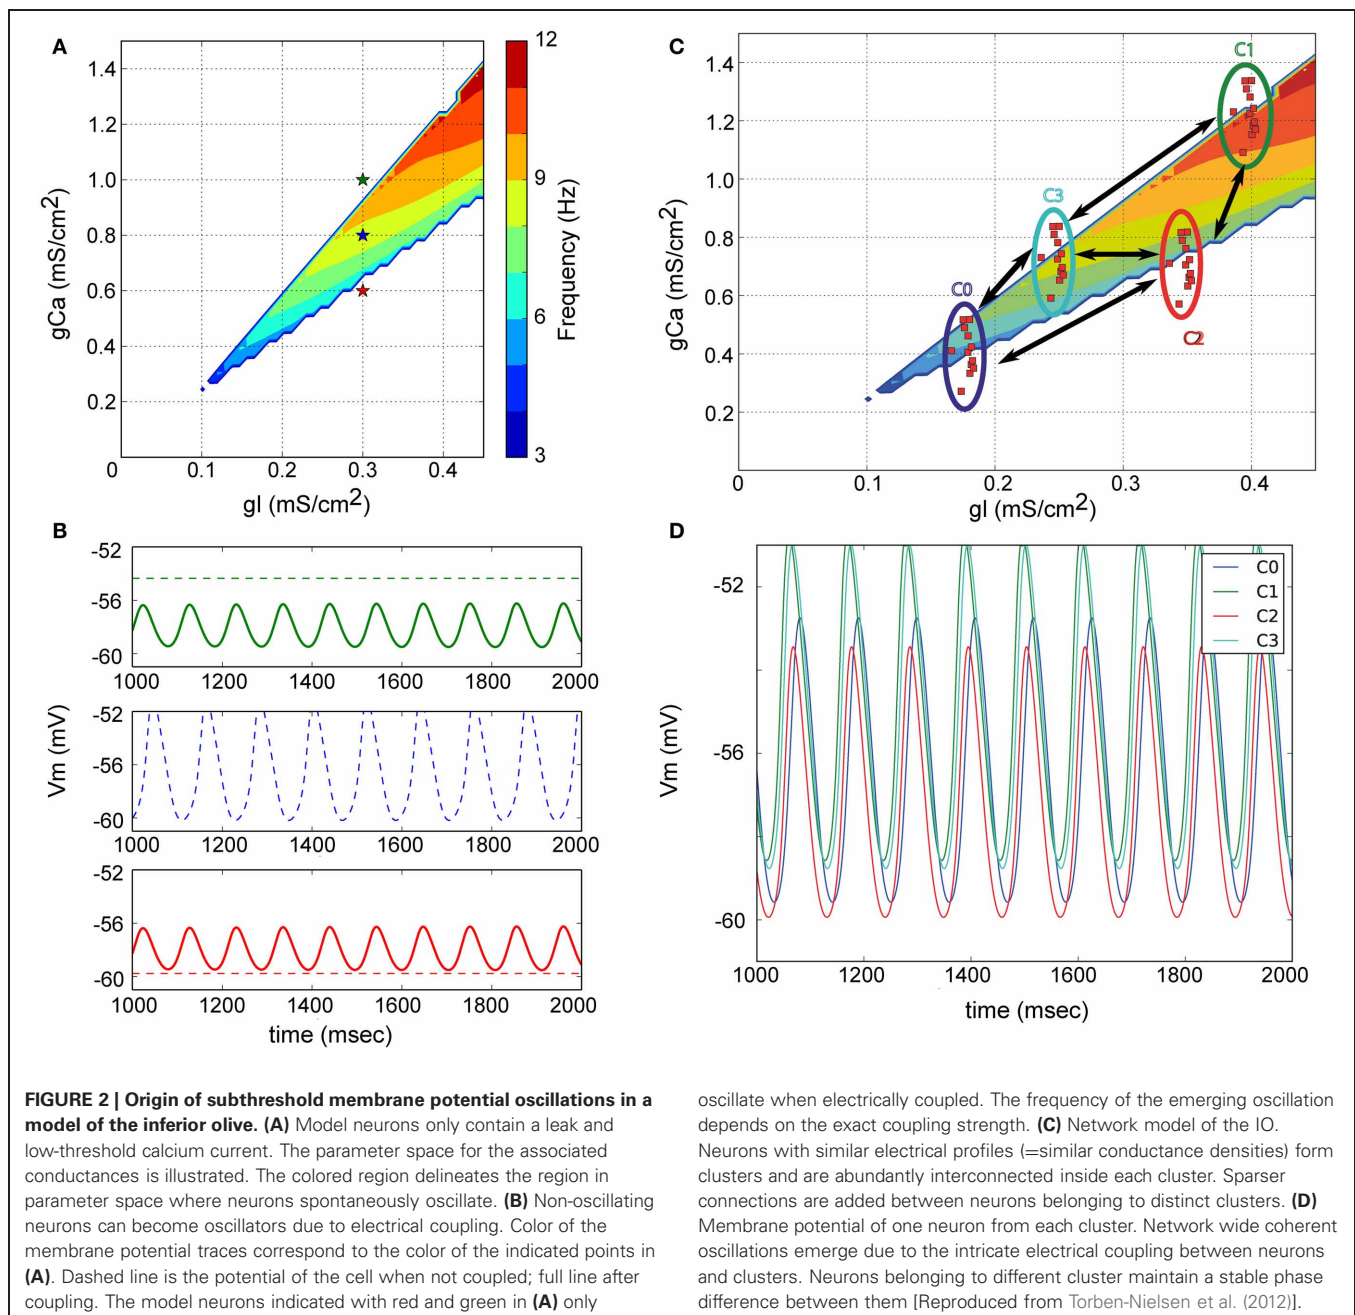 A
12
9
6
3
Frequency (Hz)
1.4
1.2
1.0
0.8
0.6
0.4
0.2
gCa (mS/cm2)
0
0.1
0.2
0.3
0.4
gl (mS/cm2)
C
C1
C3
C0
C2
1.4
1.2
1.0
0.8
0.6
0.4
0.2
gCa (mS/cm2)
0
0.1
0.2
0.3
0.4
gl (mS/cm2)
B
-52
-56
-60
1000 1200 1400 1600 1800 2000
-52
-56
-60
1000 1200 1400 1600 1800 2000
-52
-56
-60
1000 1200 1400 1600 1800 2000
Vm (mV)
time (msec)
D
C0
C1
C2
C3
-52
-56
-60
Vm (mV)
1000 1200 1400 1600 1800 2000
time (msec)
FIGURE 2 | Origin of subthreshold membrane potential oscillations in a
model of the inferior olive. (A) Model neurons only contain a leak and
low-threshold calcium current. The parameter space for the associated
conductances is illustrated. The colored region delineates the region in
parameter space where neurons spontaneously oscillate. (B) Non-oscillating
neurons can become oscillators due to electrical coupling. Color of the
membrane potential traces correspond to the color of the indicated points in
(A). Dashed line is the potential of the cell when not coupled; full line after
coupling. The model neurons indicated with red and green in (A) only
oscillate when electrically coupled. The frequency of the emerging oscillation
depends on the exact coupling strength. (C) Network model of the IO.
Neurons with similar electrical profiles (=similar conductance densities) form
clusters and are abundantly interconnected inside each cluster. Sparser
connections are added between neurons belonging to distinct clusters. (D)
Membrane potential of one neuron from each cluster. Network wide coherent
oscillations emerge due to the intricate electrical coupling between neurons
and clusters. Neurons belonging to different cluster maintain a stable phase
difference between them [Reproduced from Torben-Nielsen et al. (2012)].